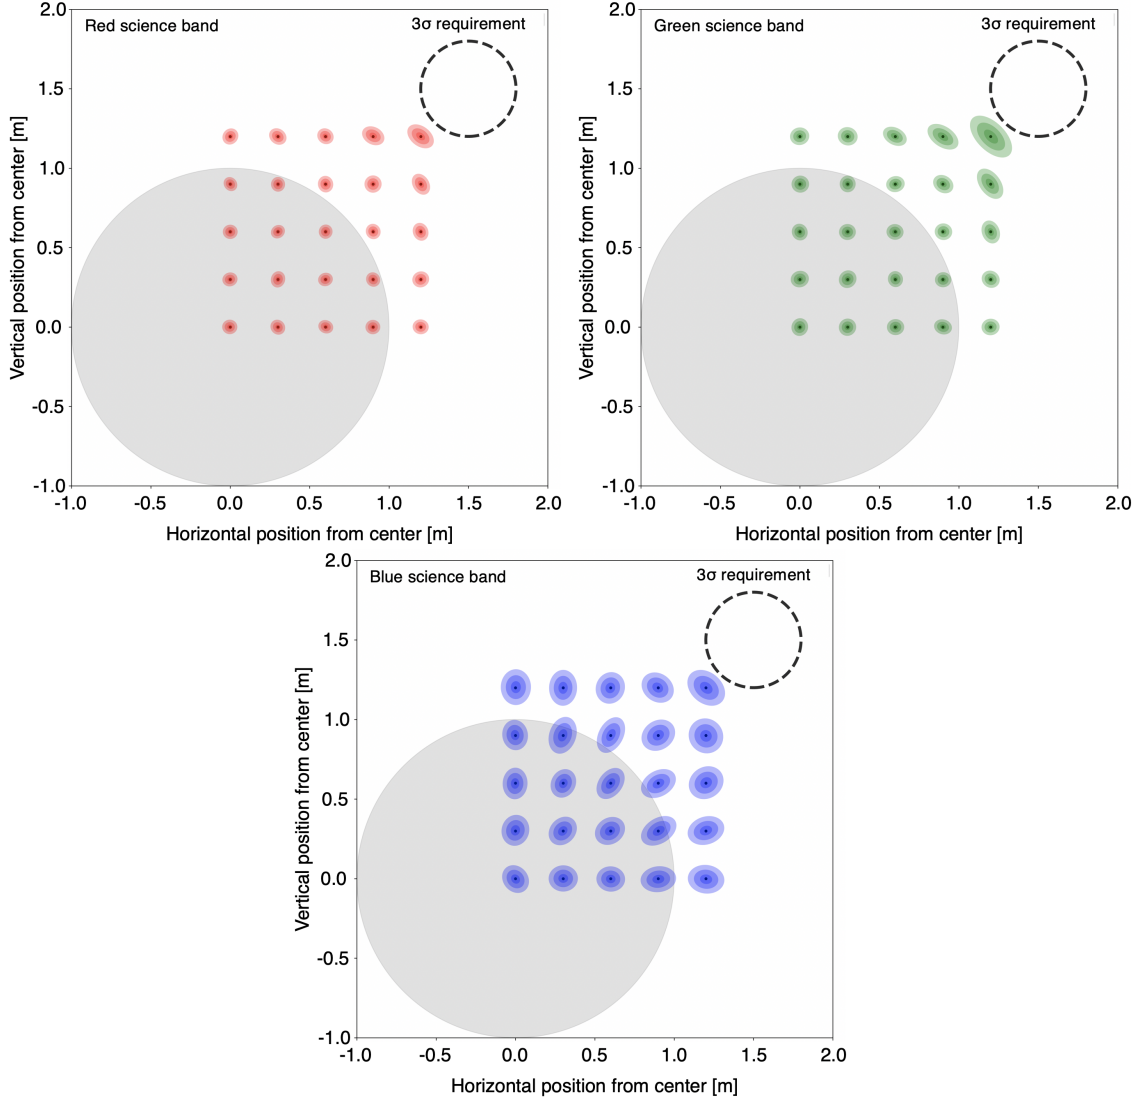 2.0
Red science band
3σ requirement
1.5
1.0
0.5
0.0
-0.5
-1.0
Vertical position from center [m]
-1.0 -0.5 0.0 0.5 1.0 1.5 2.0
Horizontal position from center [m]
2.0
Green science band
3σ requirement
1.5
1.0
0.5
0.0
-0.5
-1.0
Vertical position from center [m]
-1.0 -0.5 0.0 0.5 1.0 1.5 2.0
Horizontal position from center [m]
2.0
Blue science band
3σ requirement
1.5
1.0
0.5
0.0
-0.5
-1.0
Vertical position from center [m]
-1.0 -0.5 0.0 0.5 1.0 1.5 2.0
Horizontal position from center [m]